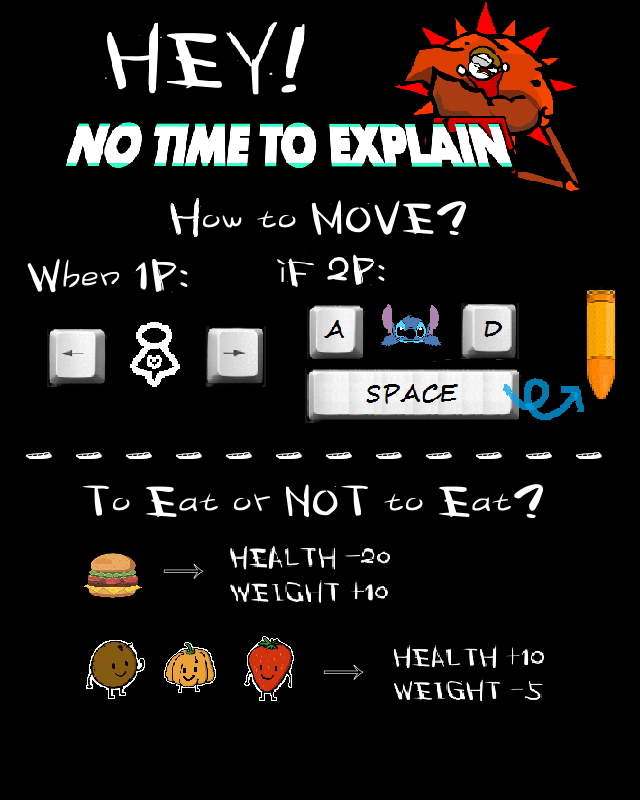 HEY!
NO TIME TO EXPLAIN
How to MOVE?
When 1P:
iF 2P:
A
D
SPACE
To Eat or NOT to Eat?
HEALTH -20
WEIGHT +10
HEALTH +10
WEIGHT -5